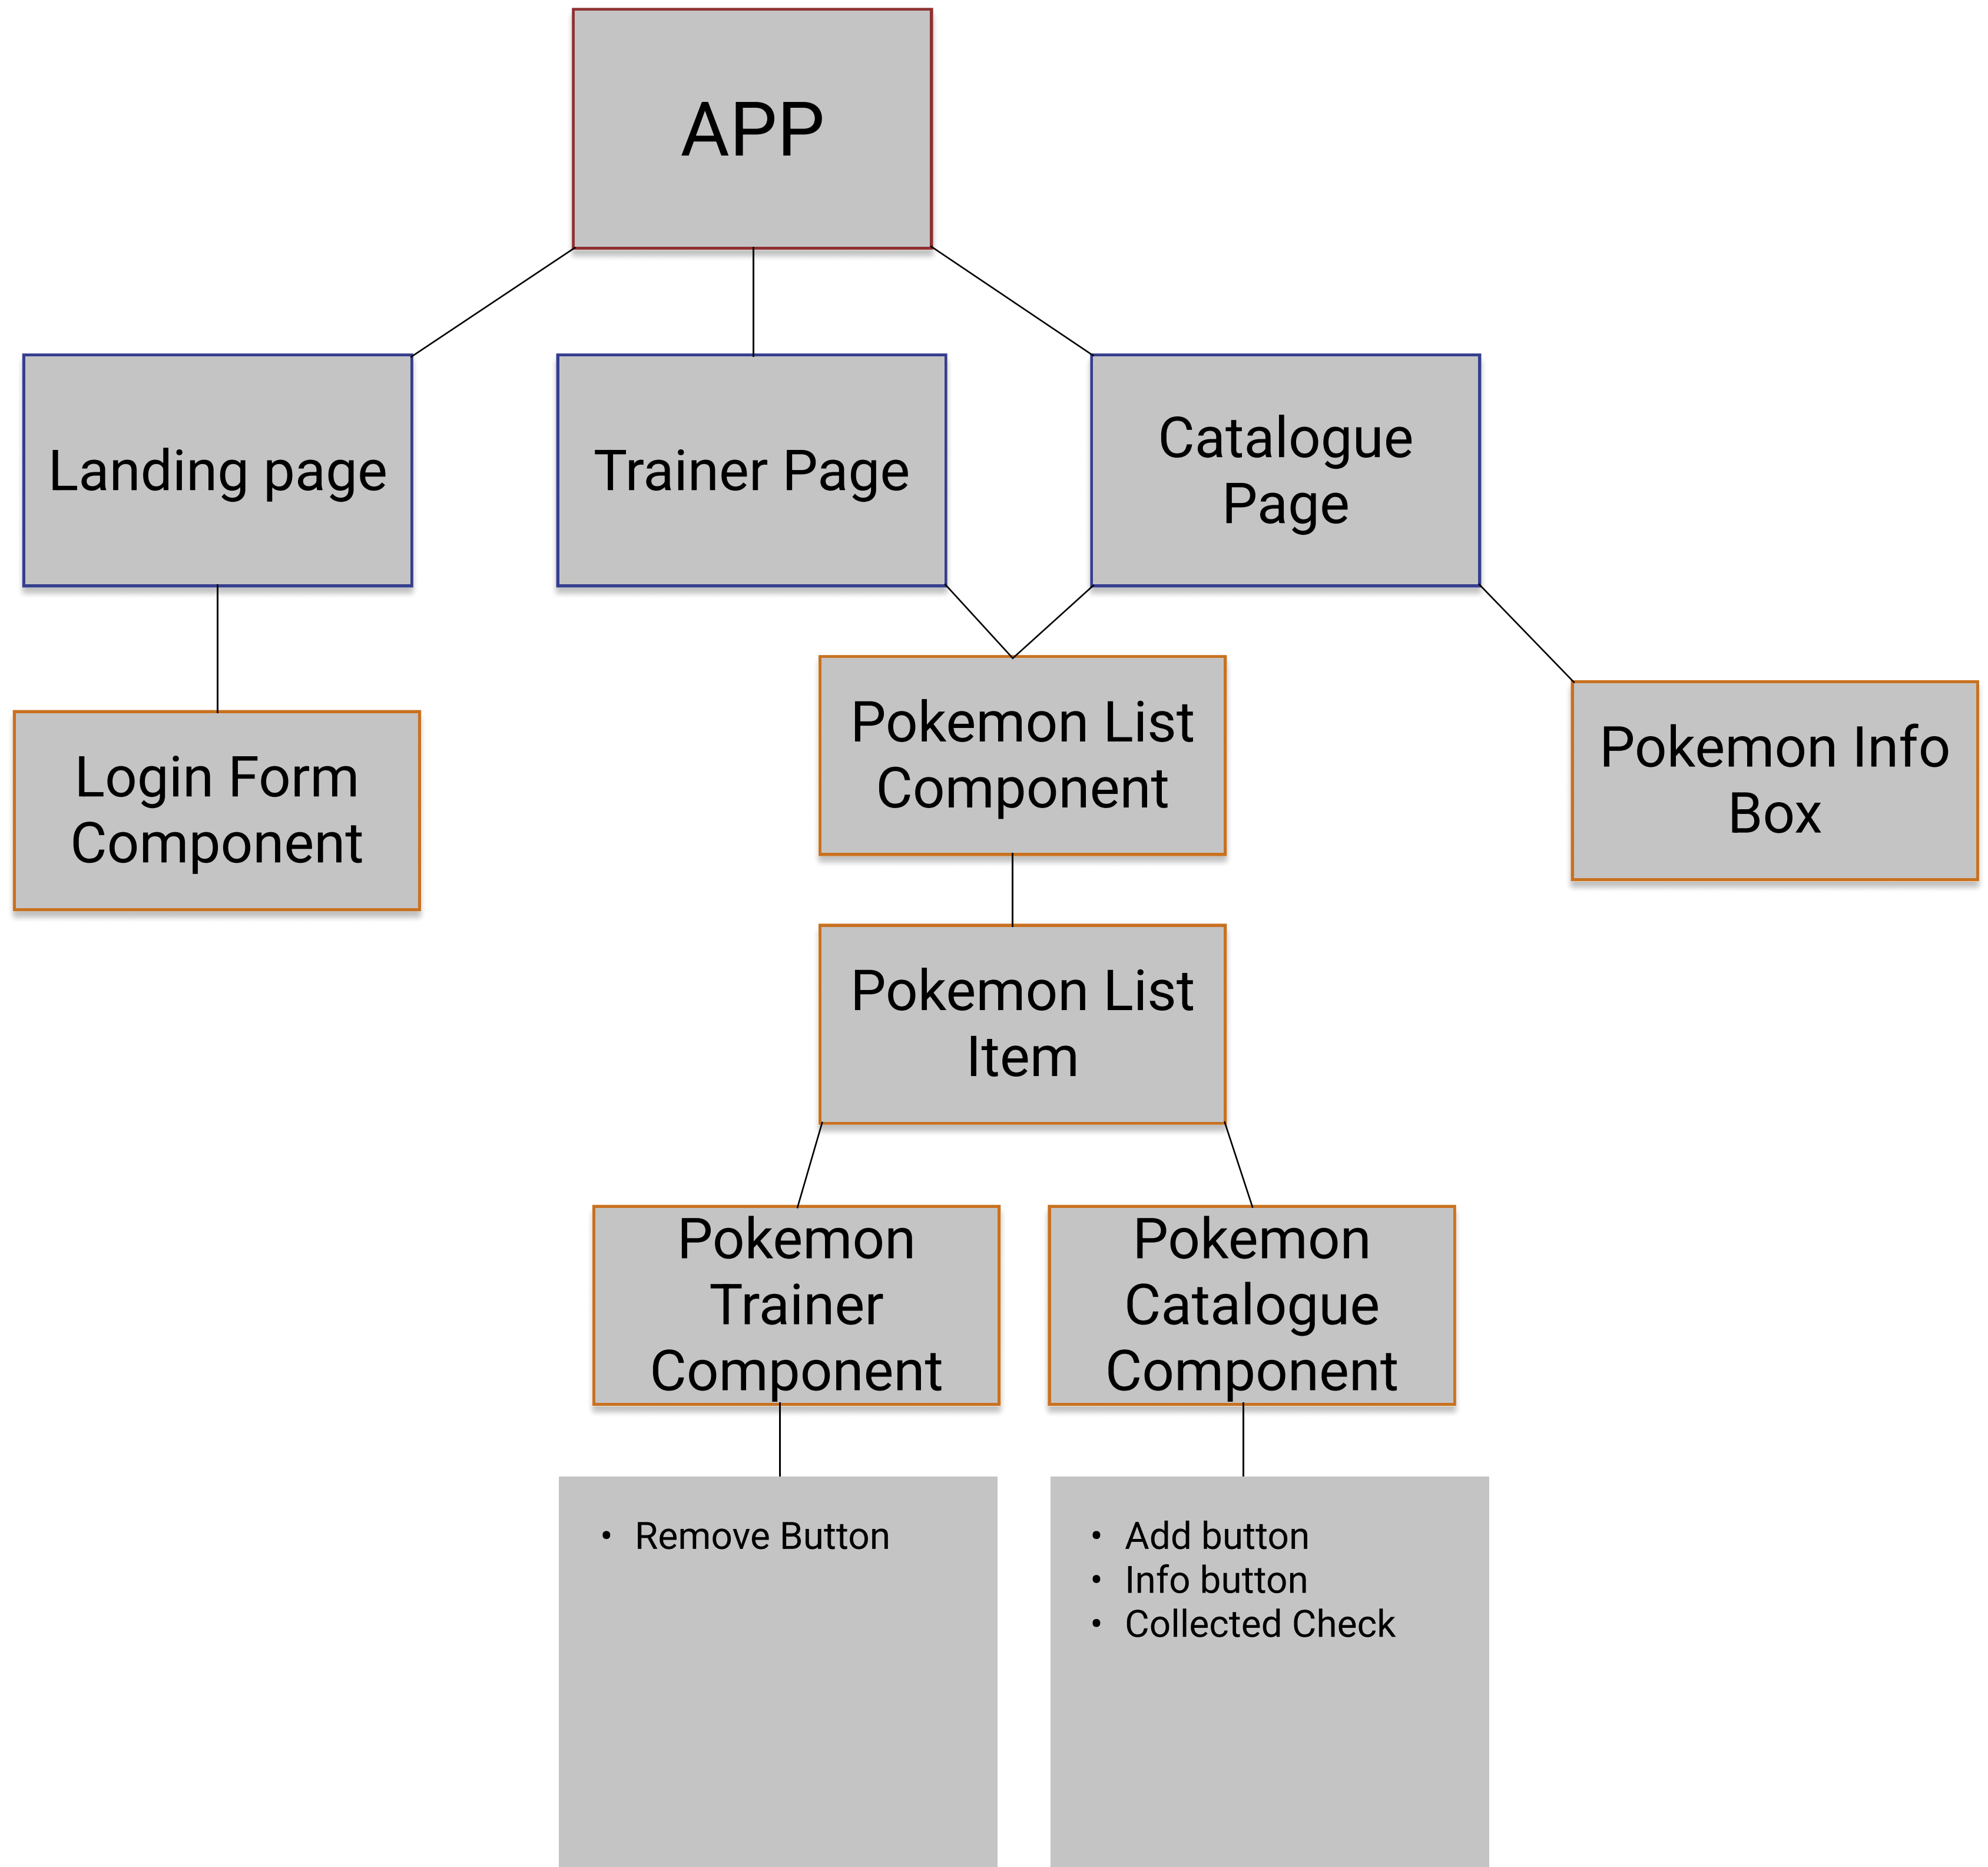 APP
Landing page
Trainer Page
Catalogue
Page
Login Form
Component
Pokemon List
Component
Pokemon Info
Box
Pokemon List
Item
Pokemon
Trainer
Component
Pokemon
Catalogue
Component
• Remove Button
• Add button
• Info button
• Collected Check